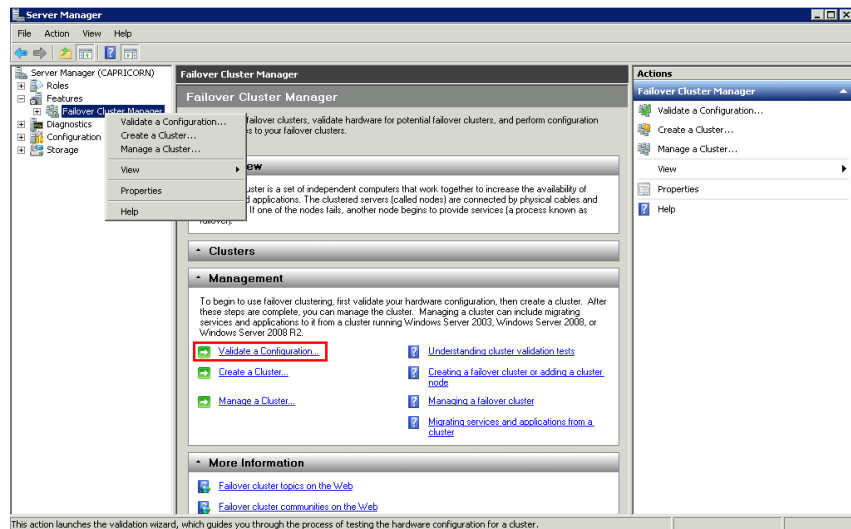 Server Manager
File Action View Help
Server Manager (CAPRICORN)
Roles
Features
Failover Cluster Manager
Diagnostics
Configuration
Storage
Validate a Configuration...
Create a Cluster...
Manage a Cluster...
View
Properties
Help
Failover Cluster Manager
Failover Cluster Manager
failover clusters, validate hardware for potential failover clusters, and perform configuration
to your failover clusters.
ew
is a set of independent computers that work together to increase the availability of
applications. The clustered servers (called nodes) are connected by physical cables and
If one of the nodes fails, another node begins to provide services (a process known as
Clusters
Management
To begin to use failover clustering, first validate your hardware configuration, then create a cluster. After
these steps are complete, you can manage the cluster. Managing a cluster can include migrating
services and applications to it from a cluster running Windows Server 2003, Windows Server 2008, or
Windows Server 2008 R2.
Validate a Configuration...
Understanding cluster validation tests
Create a Cluster...
Creating a failover cluster or adding a cluster
node
Manage a Cluster...
Managing a failover cluster
Migrating services and applications from a
cluster
More Information
Failover cluster topics on the Web
Failover cluster communities on the Web
Actions
Failover Cluster Manager
Validate a Configuration...
Create a Cluster...
Manage a Cluster...
View
Properties
Help
This action launches the validation wizard, which guides you through the process of testing the hardware configuration for a cluster.